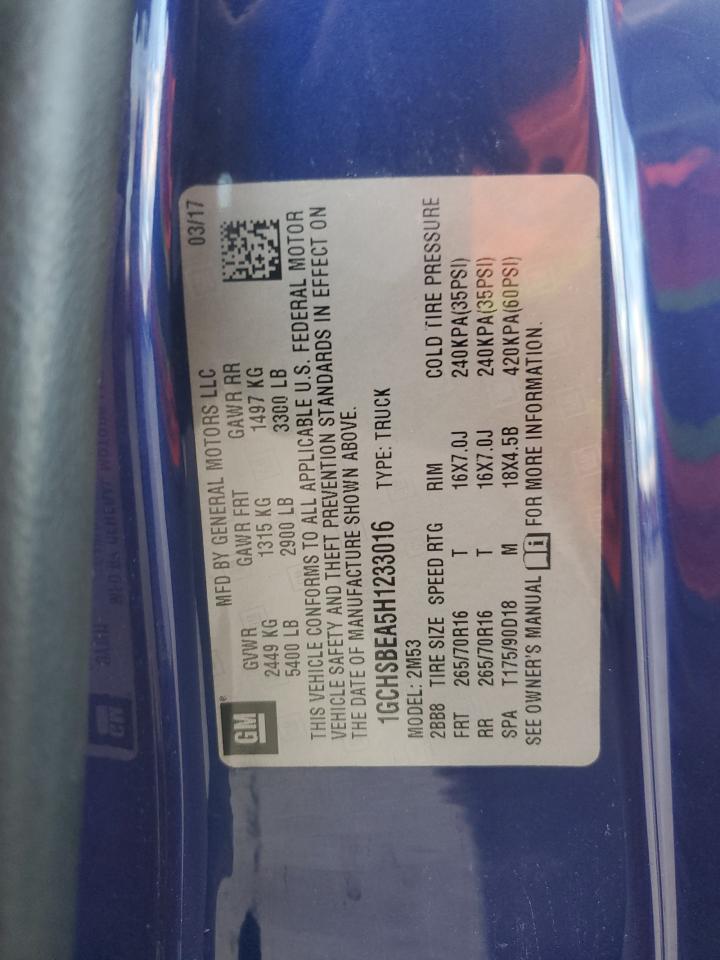 GM® MFD BY GENERAL MOTORS LLC 03/17
GVWR GAWR FRT GAWR RR
2449 KG 1315 KG 1497 KG
5400 LB 2900 LB 3300 LB
THIS VEHICLE CONFORMS TO ALL APPLICABLE U.S. FEDERAL MOTOR
VEHICLE SAFETY AND THEFT PREVENTION STANDARDS IN EFFECT ON
THE DATE OF MANUFACTURE SHOWN ABOVE.
1GCHSBEA5H1233016 TYPE: TRUCK
MODEL: 2M53
2BB8 TIRE SIZE SPEED RTG RIM COLD TIRE PRESSURE
FRT 265/70R16 T 16X7.0J 240KPA(35PSI)
RR 265/70R16 T 16X7.0J 240KPA(35PSI)
SPA T175/90D18 M 18X4.5B 420KPA(60PSI)
SEE OWNER'S MANUAL i FOR MORE INFORMATION.